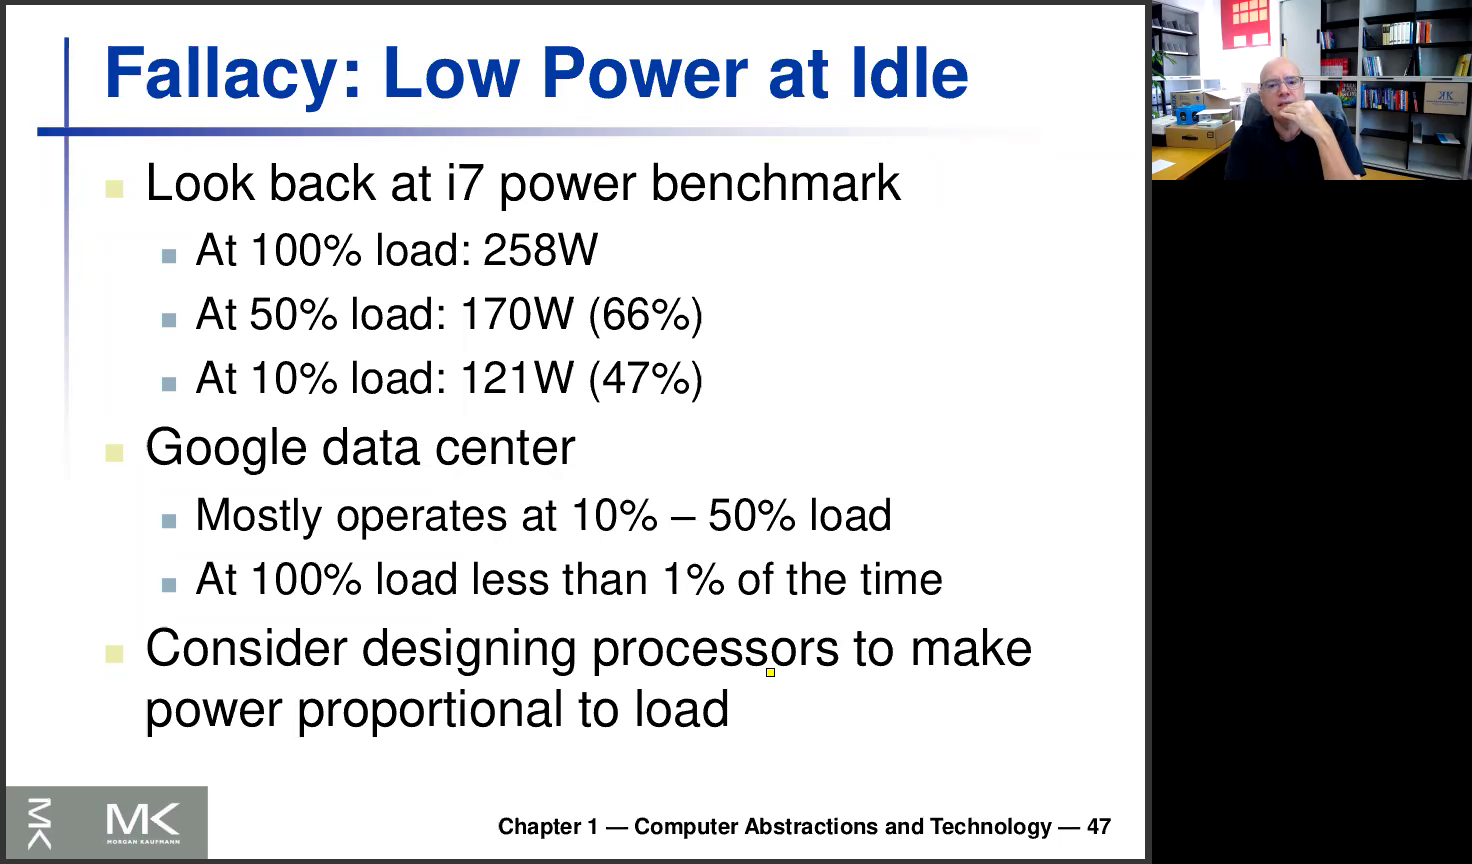 Fallacy: Low Power at Idle
Look back at i7 power benchmark
At 100% load: 258W
At 50% load: 170W (66%)
At 10% load: 121W (47%)
Google data center
Mostly operates at 10% – 50% load
At 100% load less than 1% of the time
Consider designing processors to make
power proportional to load
MK
MK
MORGAN KAUFMANN
Chapter 1 — Computer Abstractions and Technology — 47